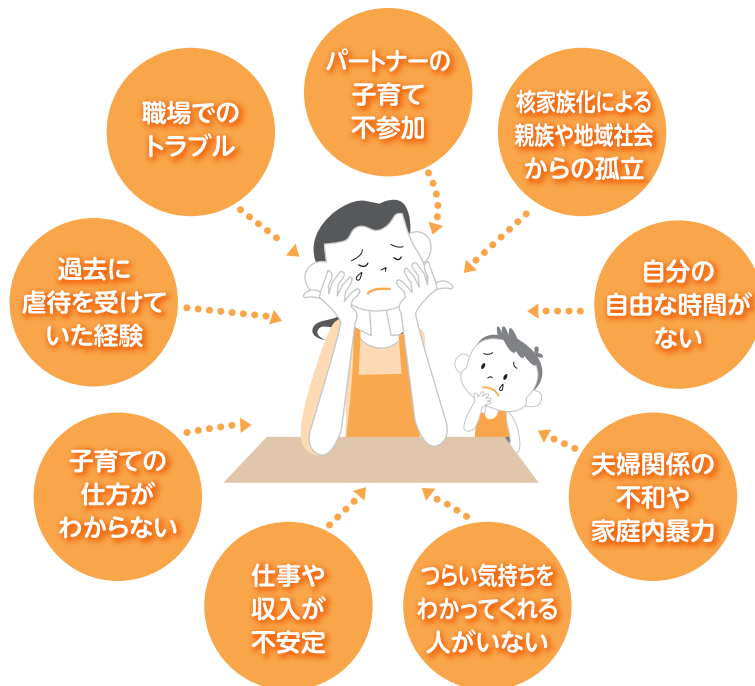 パートナーの
子育て
不参加
核家族化による
親族や地域社会
からの孤立
自分の
自由な時間が
ない
夫婦関係の
不和や
家庭内暴力
つらい気持ちを
わかってくれる
人がいない
仕事や
収入が
不安定
子育ての
仕方が
わからない
過去に
虐待を受けて
いた経験
職場での
トラブル